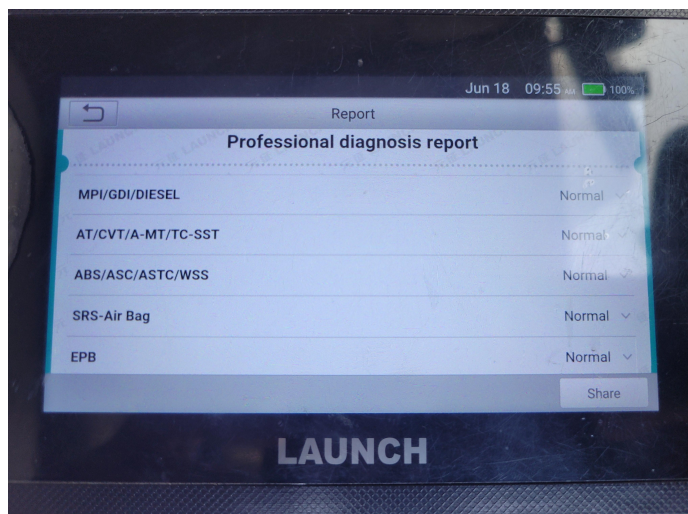 Jun 18 09:55 AM 100%
Report
Professional diagnosis report
MPI/GDI/DIESEL Normal
AT/CVT/A-MT/TC-SST Normal
ABS/ASC/ASTC/WSS Normal
SRS-Air Bag Normal
EPB Normal
Share
LAUNCH